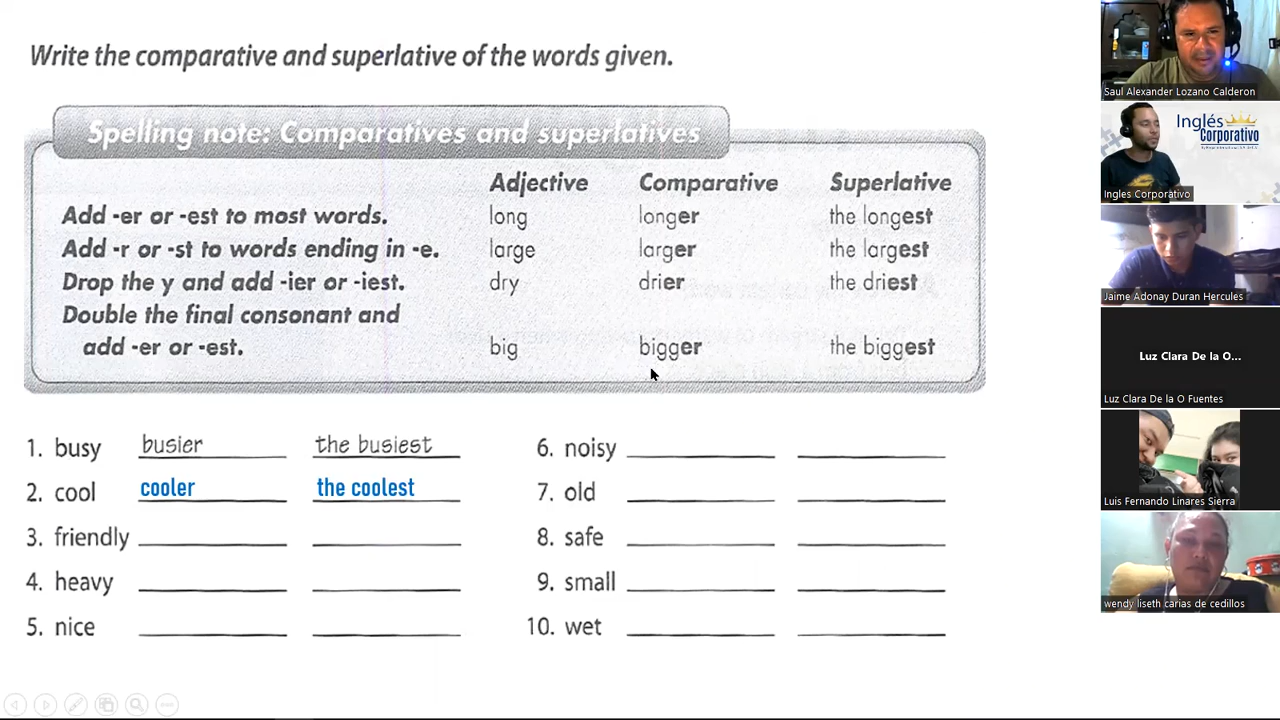 Write the comparative and superlative of the words given.
Spelling note: Comparatives and superlatives
Adjective Comparative Superlative
Add -er or -est to most words. long longer the longest
Add -r or -st to words ending in -e. large larger the largest
Drop the y and add -ier or -iest. dry drier the driest
Double the final consonant and
add -er or -est. big bigger the biggest
1. busy busier the busiest
2. cool cooler the coolest
3. friendly
4. heavy
5. nice
6. noisy
7. old
8. safe
9. small
10. wet
Saul Alexander Lozano Calderon
Inglés
Corporativo
Ingles Corporativo
Jaime Adonay Duran Hercules
Luz Clara De la O...
Luz Clara De la O Fuentes
Luis Fernando Linares Sierra
wendy liseth carias de cedillos